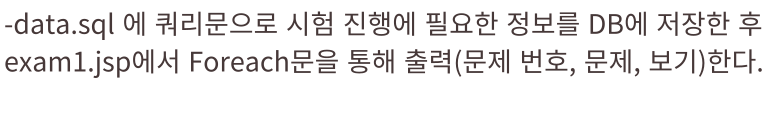 -data.sql 에 쿼리문으로 시험 진행에 필요한 정보를 DB에 저장한 후
exam1.jsp에서 Foreach문을 통해 출력(문제 번호, 문제, 보기)한다.